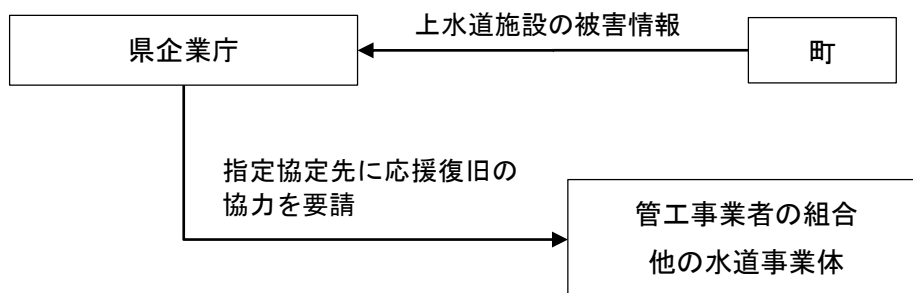 上水道施設の被害情報
県企業庁
町
指定協定先に応援復旧の
協力を要請
管工事業者の組合
他の水道事業体